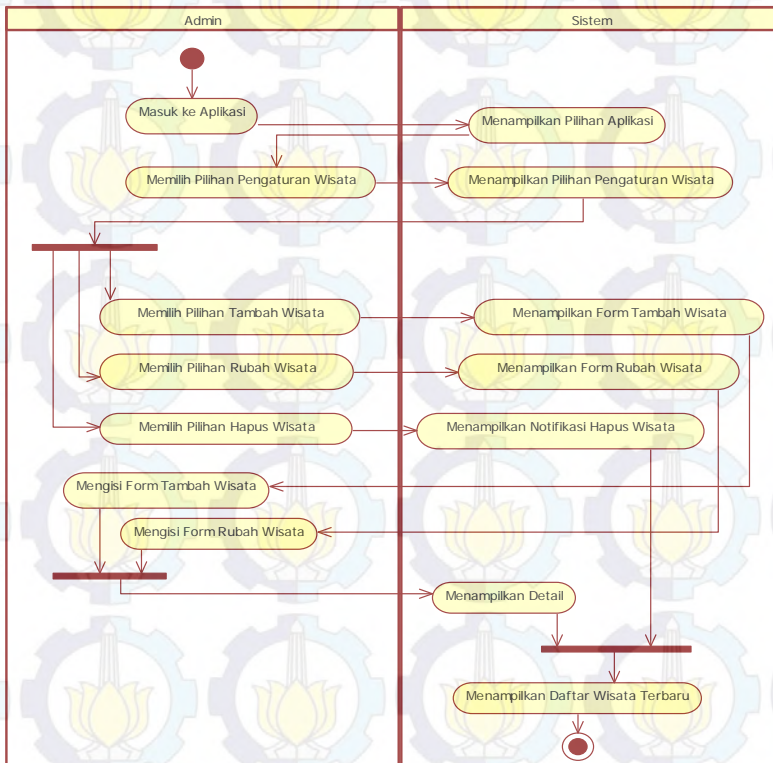 Admin
Sistem
Masuk ke Aplikasi
Menampilkan Pilihan Aplikasi
Memilih Pilihan Pengaturan Wisata
Menampilkan Pilihan Pengaturan Wisata
Memilih Pilihan Tambah Wisata
Menampilkan Form Tambah Wisata
Memilih Pilihan Rubah Wisata
Menampilkan Form Rubah Wisata
Memilih Pilihan Hapus Wisata
Menampilkan Notifikasi Hapus Wisata
Mengisi Form Tambah Wisata
Mengisi Form Rubah Wisata
Menampilkan Detail
Menampilkan Daftar Wisata Terbaru